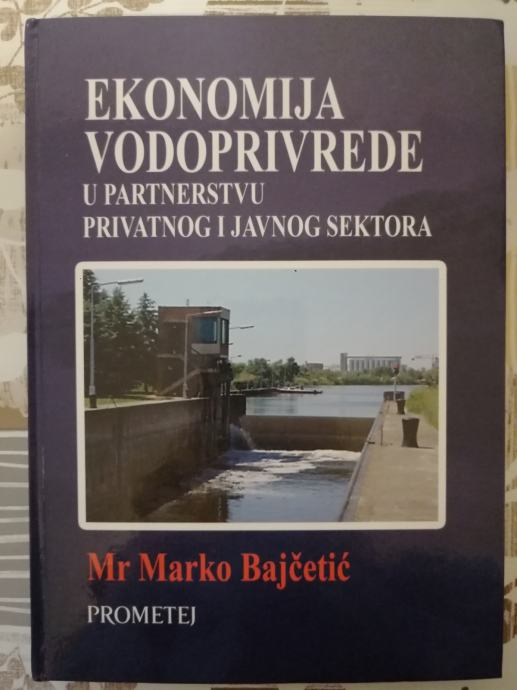 EKONOMIJA
VODOPRIVREDE
U PARTNERSTVU
PRIVATNOG I JAVNOG SEKTORA
Mr Marko Bajčetić
PROMETEJ